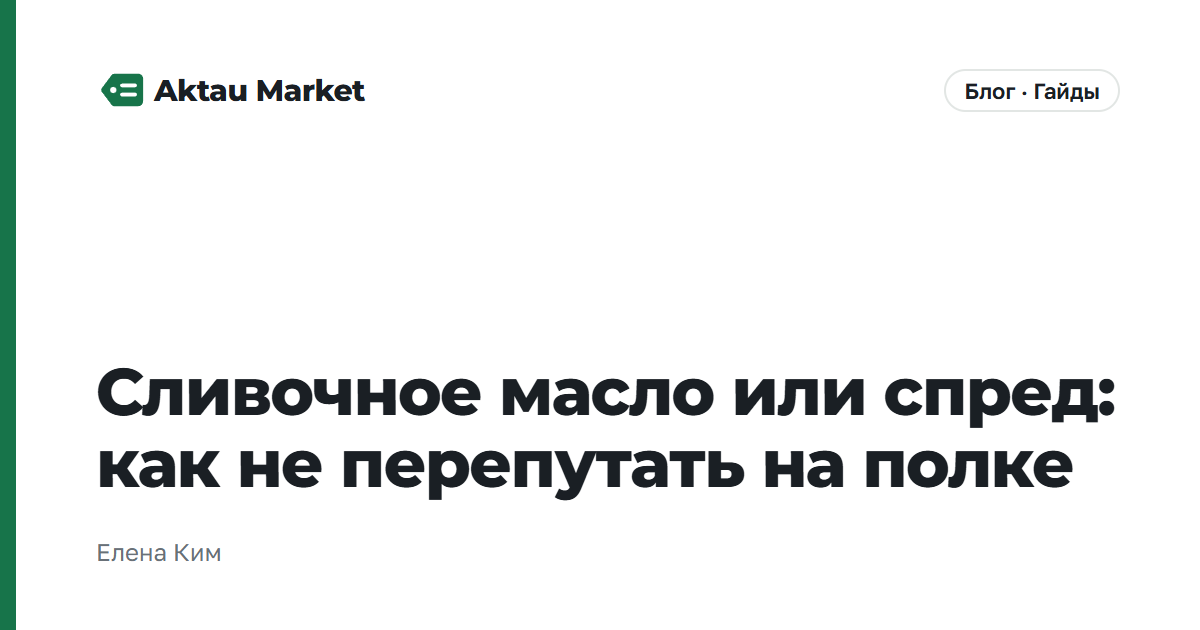 Aktau Market
Блог · Гайды
Сливочное масло или спред:
как не перепутать на полке
Елена Ким